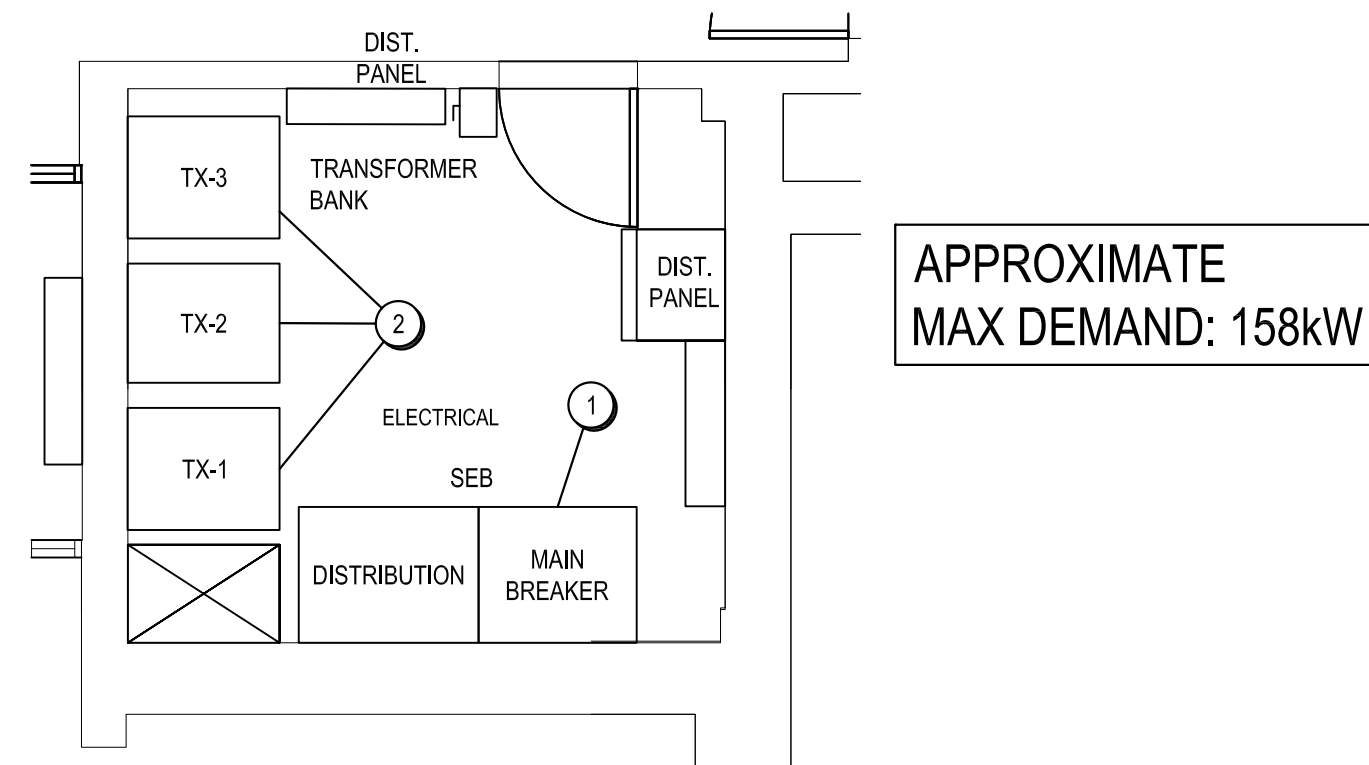 DIST.
PANEL
TX-3
TRANSFORMER
BANK
DIST.
PANEL
APPROXIMATE
MAX DEMAND: 158kW
TX-2
2
1
ELECTRICAL
TX-1
SEB
DISTRIBUTION
MAIN
BREAKER